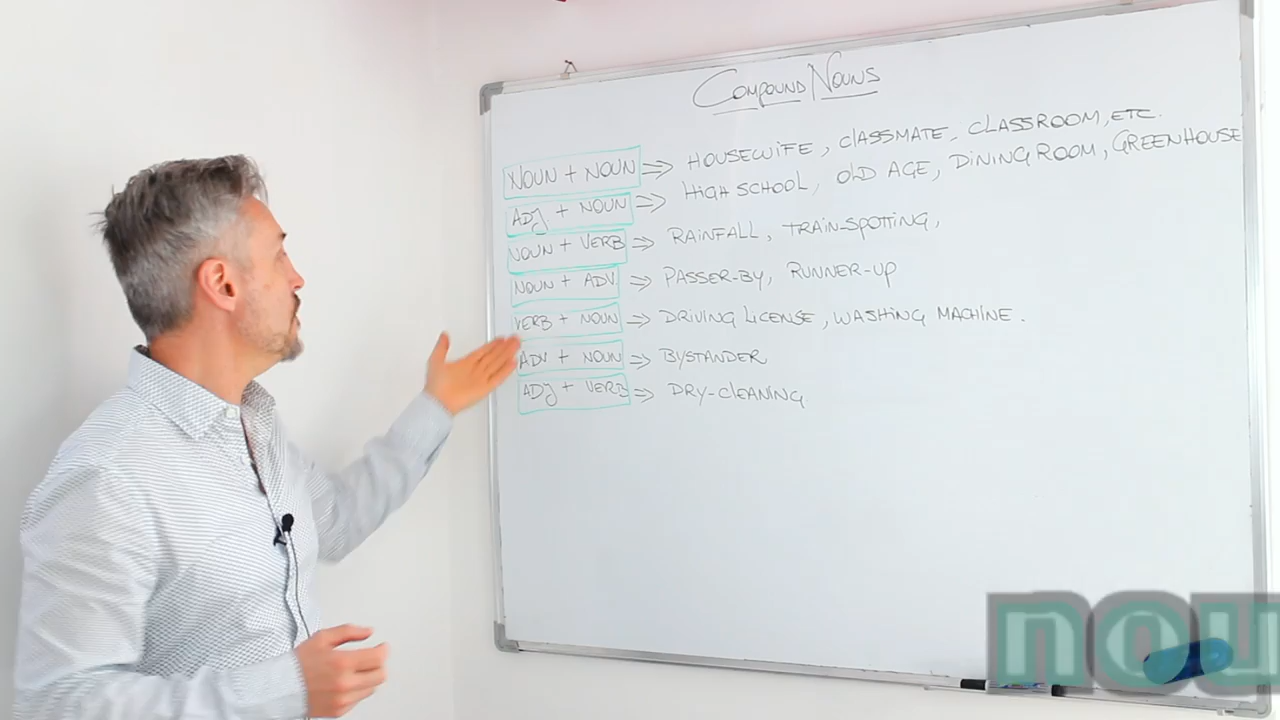 COMPOUND NOUNS
NOUN + NOUN ⇒ HOUSEWIFE, CLASSMATE, CLASSROOM, ETC.
ADJ + NOUN ⇒ HIGH SCHOOL, OLD AGE, DINING ROOM, GREENHOUSE
NOUN + VERB ⇒ RAINFALL, TRAINSPOTTING,
NOUN + ADV. ⇒ PASSER-BY, RUNNER-UP
VERB + NOUN ⇒ DRIVING LICENSE, WASHING MACHINE.
ADV + NOUN ⇒ BYSTANDER
ADJ + VERB ⇒ DRY-CLEANING
nou